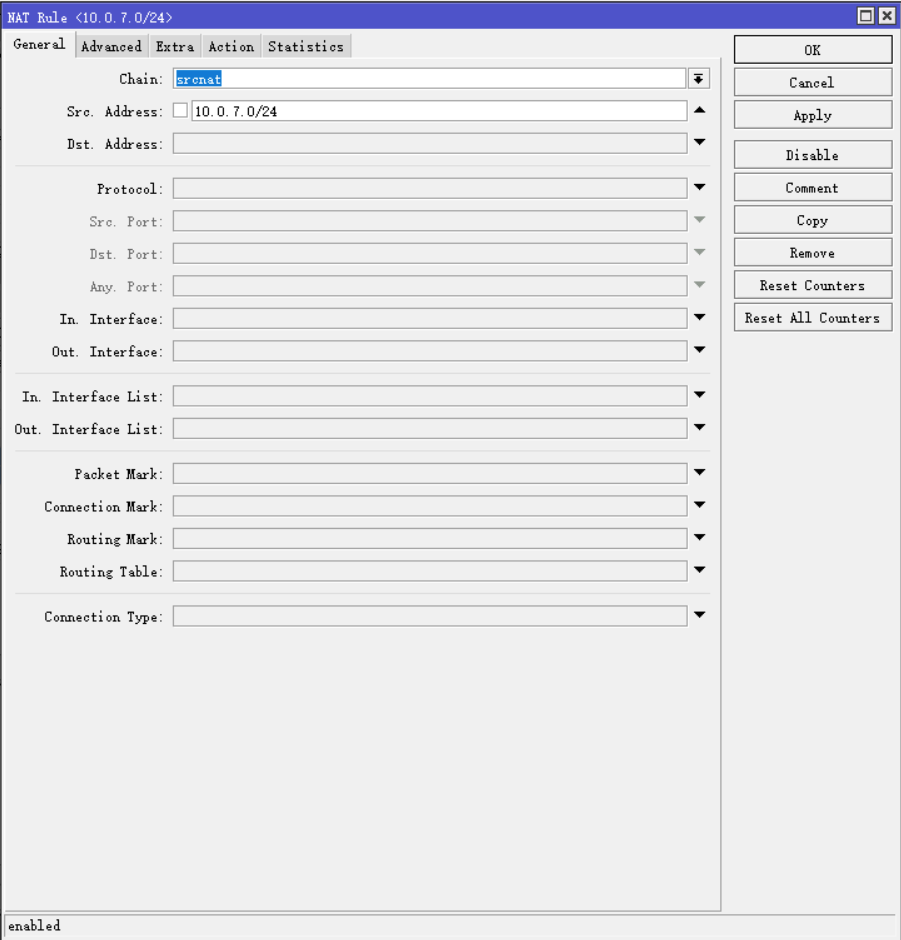 NAT Rule <10.0.7.0/24>
General Advanced Extra Action Statistics
Chain: srcnat
Src. Address: 10.0.7.0/24
Dst. Address:
Protocol:
Src. Port:
Dst. Port:
Any. Port:
In. Interface:
Out. Interface:
In. Interface List:
Out. Interface List:
Packet Mark:
Connection Mark:
Routing Mark:
Routing Table:
Connection Type:
OK
Cancel
Apply
Disable
Comment
Copy
Remove
Reset Counters
Reset All Counters
enabled